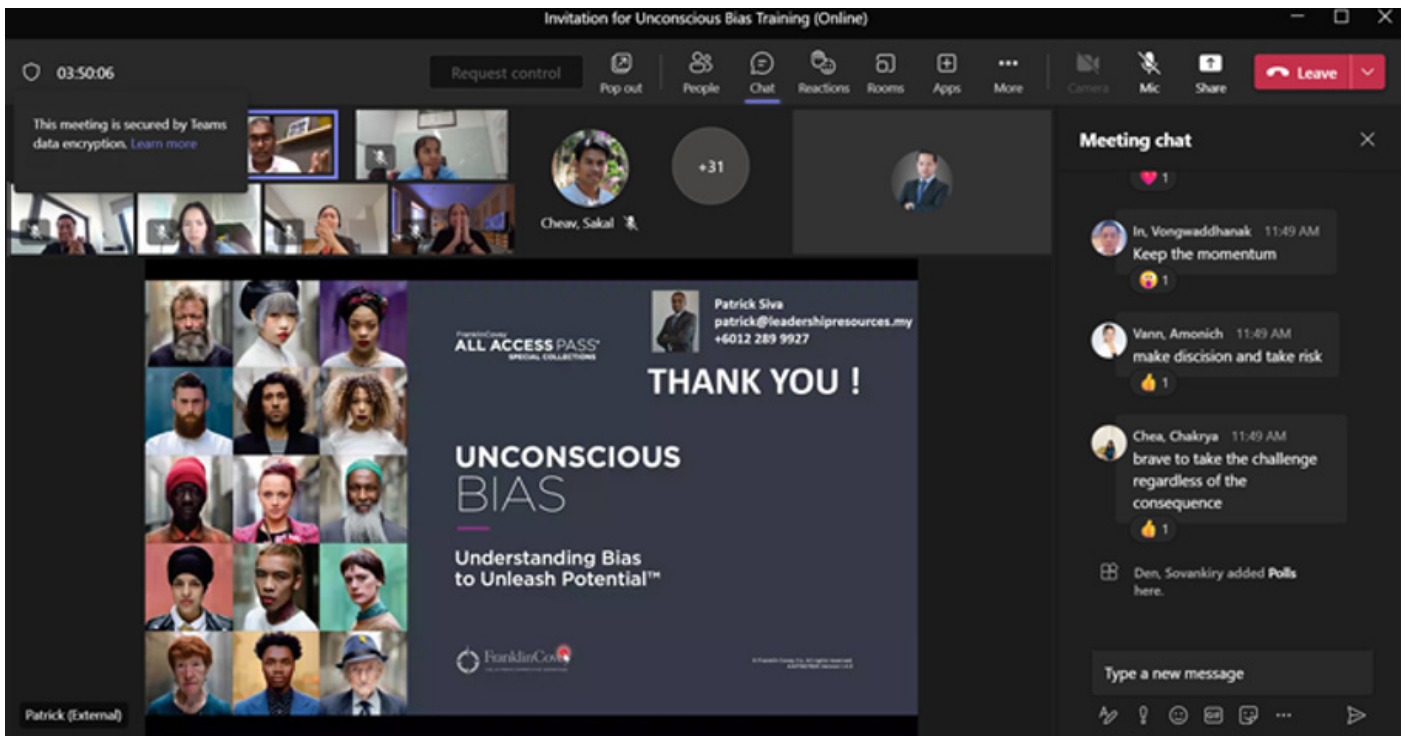 Invitation for Unconscious Bias Training (Online)
03:50:06
Request control
Pop out
People
Chat
Reactions
Rooms
Apps
More
Camera
Mic
Share
Leave
This meeting is secured by Teams
data encryption. Learn more
Cheav, Sakal
+31
Patrick Siva
patrick@leadershipresources.my
+6012 289 9927
FranklinCovey
ALL ACCESS PASS®
SPECIAL COLLECTIONS
THANK YOU !
UNCONSCIOUS
BIAS
Understanding Bias
to Unleash Potential™
FranklinCovey
Patrick (External)
Meeting chat
1
In, Vongwaddhanak 11:49 AM
Keep the momentum
1
Vann, Amonich 11:49 AM
make discision and take risk
1
Chea, Chakrya 11:49 AM
brave to take the challenge
regardless of the
consequence
1
Den, Sovankiry added Polls
here.
Type a new message
GIF